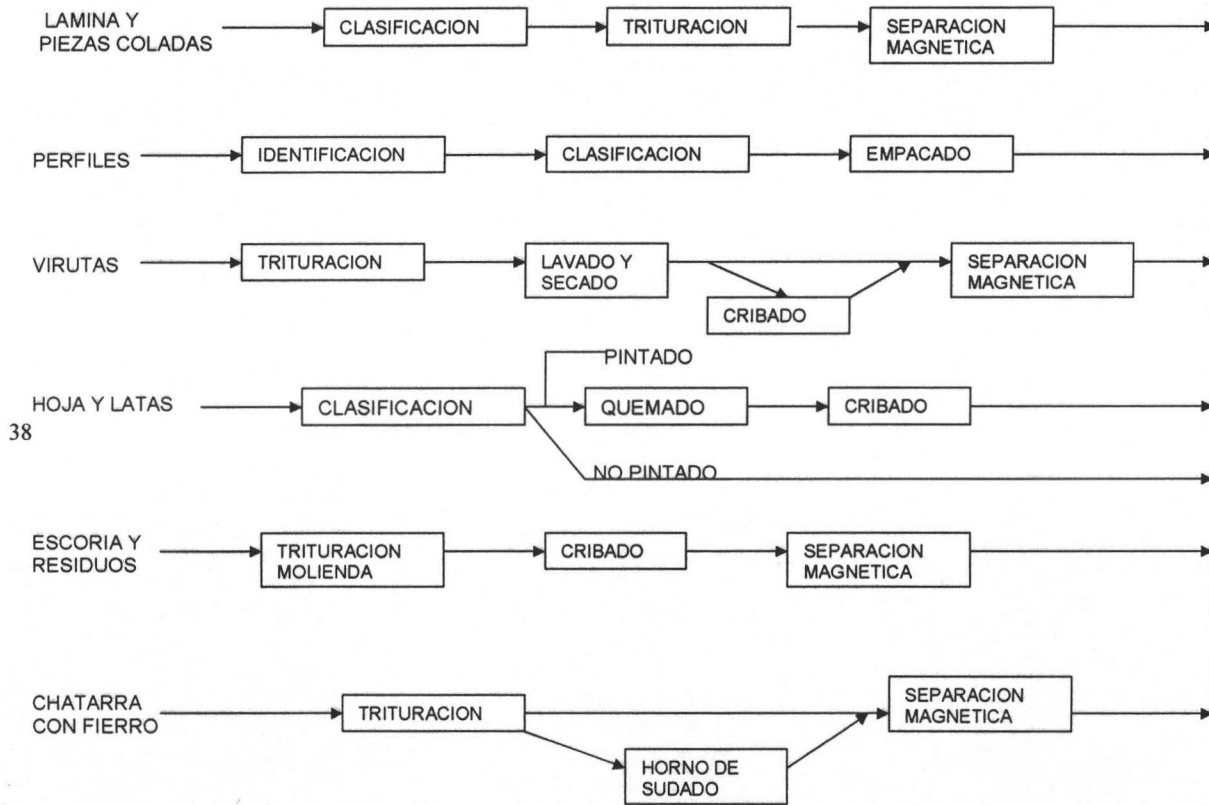 LAMINA Y
PIEZAS COLADAS
CLASIFICACION
TRITURACION
SEPARACION
MAGNETICA
PERFILES
IDENTIFICACION
CLASIFICACION
EMPACADO
VIRUTAS
TRITURACION
LAVADO Y
SECADO
CRIBADO
SEPARACION
MAGNETICA
HOJA Y LATAS
CLASIFICACION
PINTADO
QUEMADO
CRIBADO
NO PINTADO
38
ESCORIA Y
RESIDUOS
TRITURACION
MOLIENDA
CRIBADO
SEPARACION
MAGNETICA
CHATARRA
CON FIERRO
TRITURACION
HORNO DE
SUDADO
SEPARACION
MAGNETICA